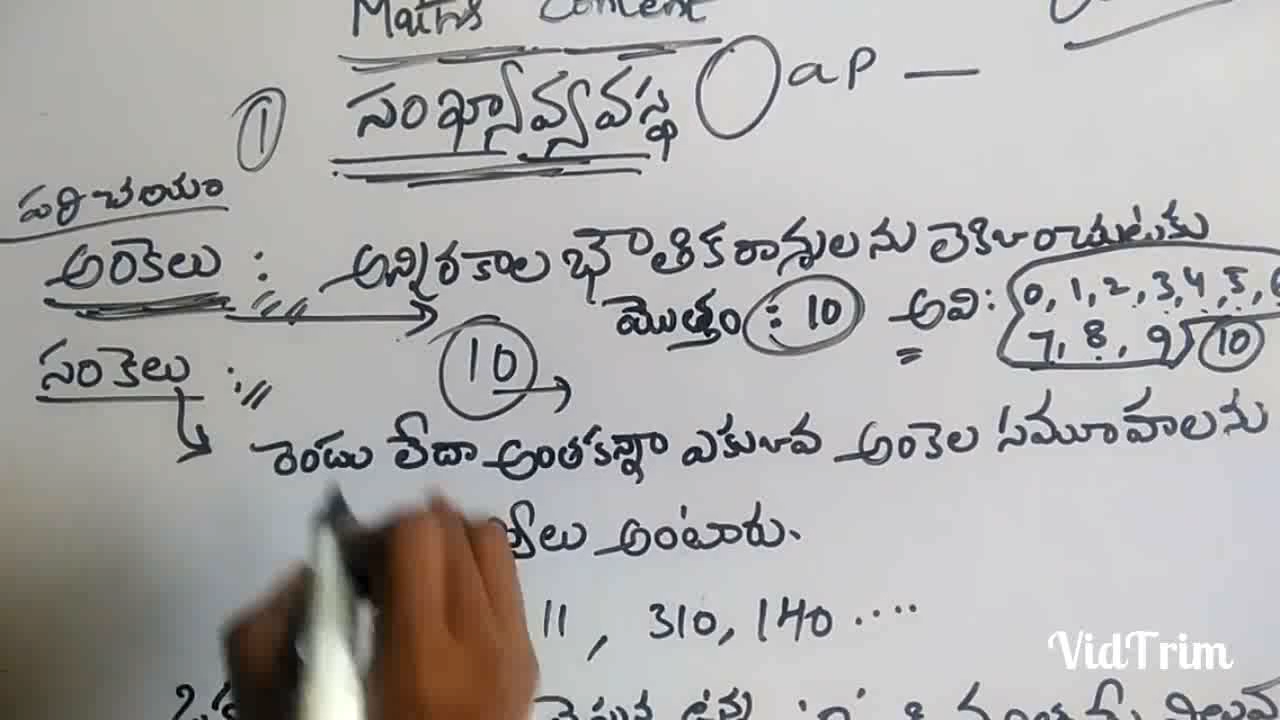 Maths Content
① సంఖ్యావ్యవస్థ ap —
పరిచయం
అంకెలు : అన్ని రకాల భౌతిక రాశులను లెక్కించుటకు
మొత్తం : 10 అవి : 0, 1, 2, 3, 4, 5, 6
7, 8, 9 10
సంకెలు : 10
రెండు లేదా అంతకన్నా ఎక్కువ అంకెల సమూహాలను
అంటారు.
11 , 310, 140 ....
VidTrim